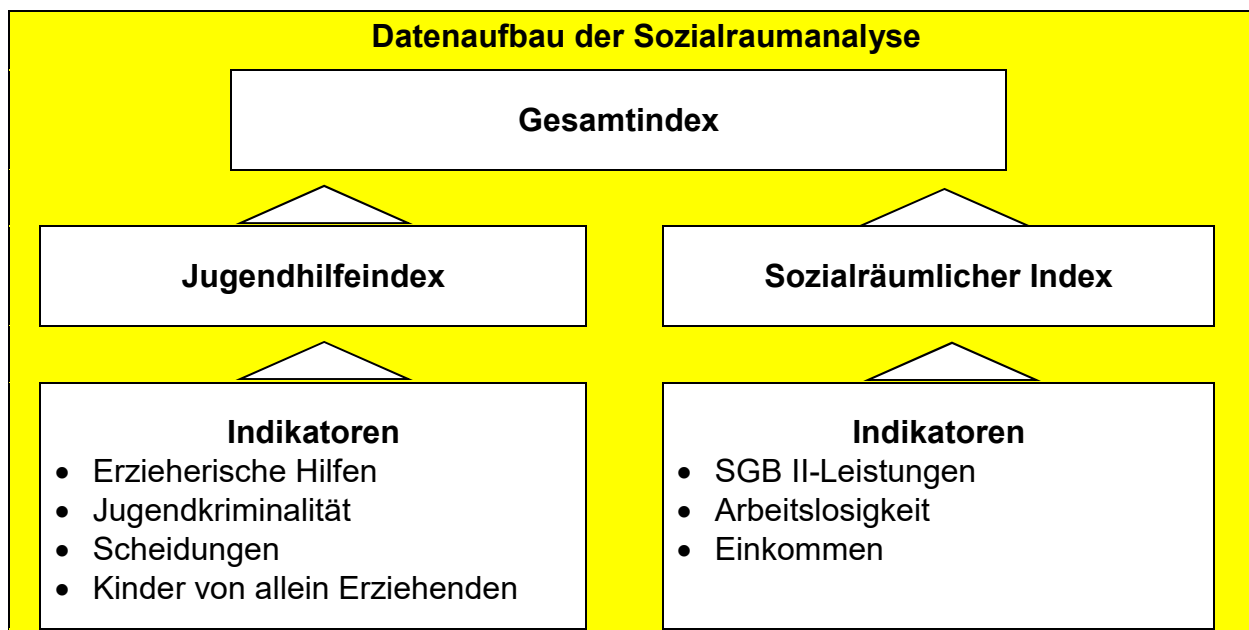 Datenaufbau der Sozialraumanalyse
Gesamtindex
Jugendhilfeindex
Sozialräumlicher Index
Indikatoren
• Erzieherische Hilfen
• Jugendkriminalität
• Scheidungen
• Kinder von allein Erziehenden
Indikatoren
• SGB II-Leistungen
• Arbeitslosigkeit
• Einkommen